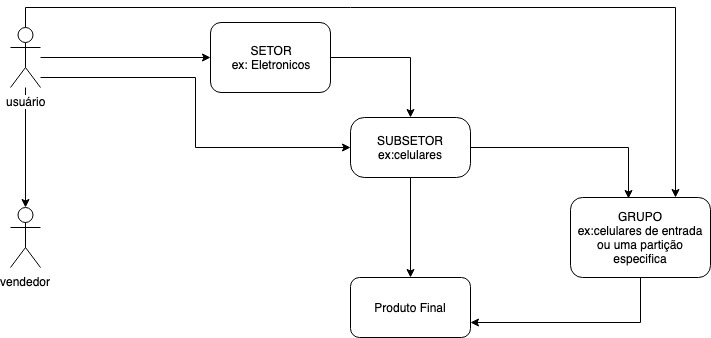 SETOR
ex: Eletronicos
usuário
SUBSETOR
ex:celulares
GRUPO
ex:celulares de entrada
ou uma partição
especifica
vendedor
Produto Final